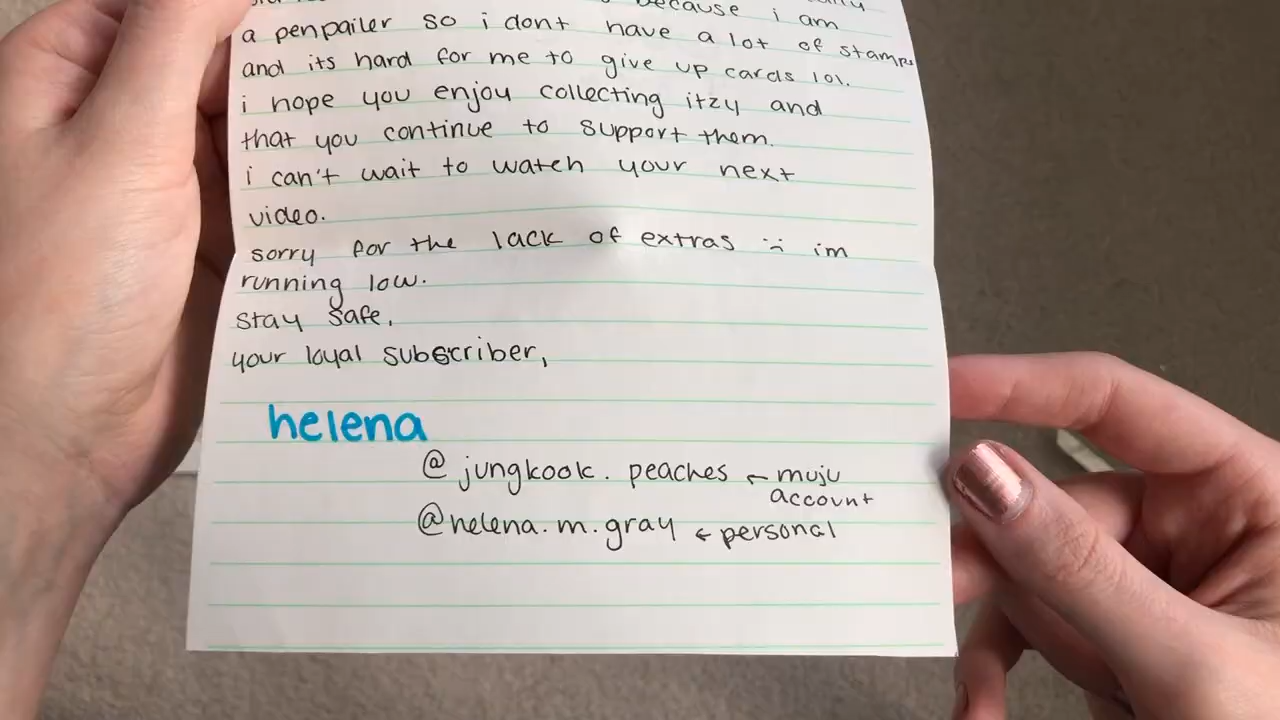 because i am
a penpailer so i dont have a lot of stamps
and its hard for me to give up cards lol.
i hope you enjoy collecting itzy and
that you continue to support them.
i can't wait to watch your next
video.
sorry for the lack of extras :( im
running low.
stay safe,
your loyal subscriber,
helena
@jungkook.peaches ← muju
account
@helena.m.gray ← personal